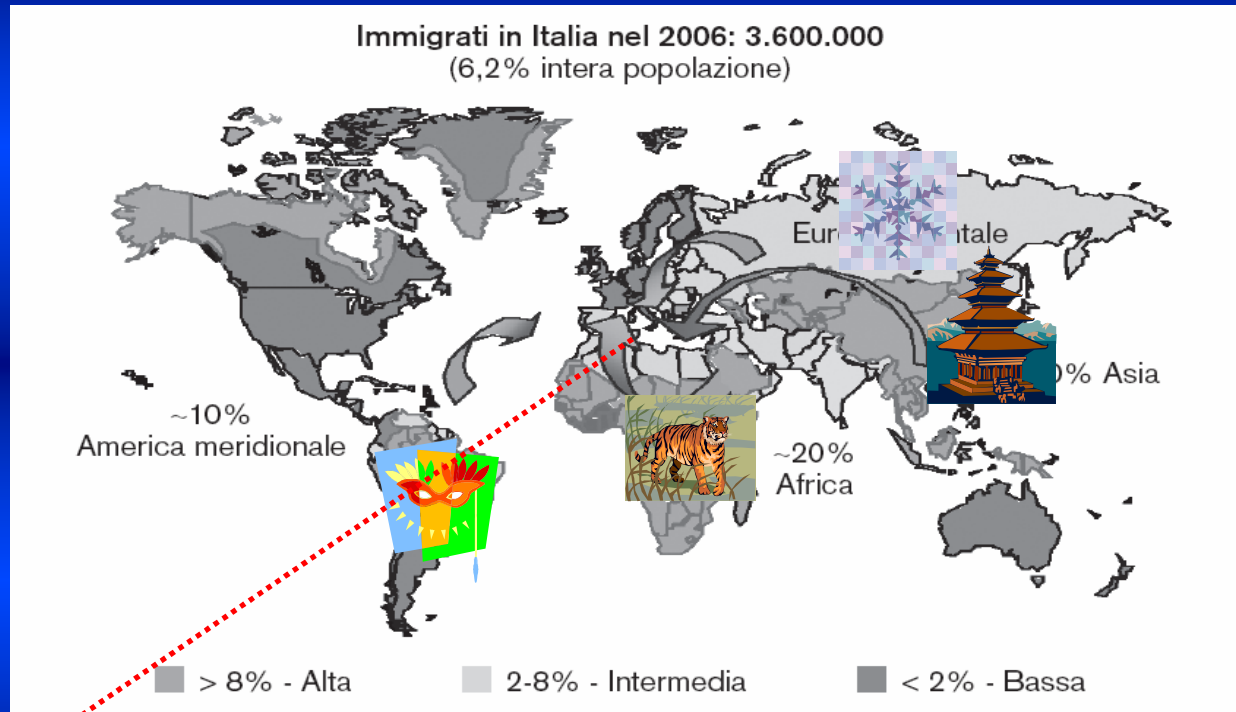 Immigrati in Italia nel 2006: 3.600.000
(6,2% intera popolazione)
~10%
America meridionale
~20%
Africa
% Asia
> 8% - Alta
2-8% - Intermedia
< 2% - Bassa